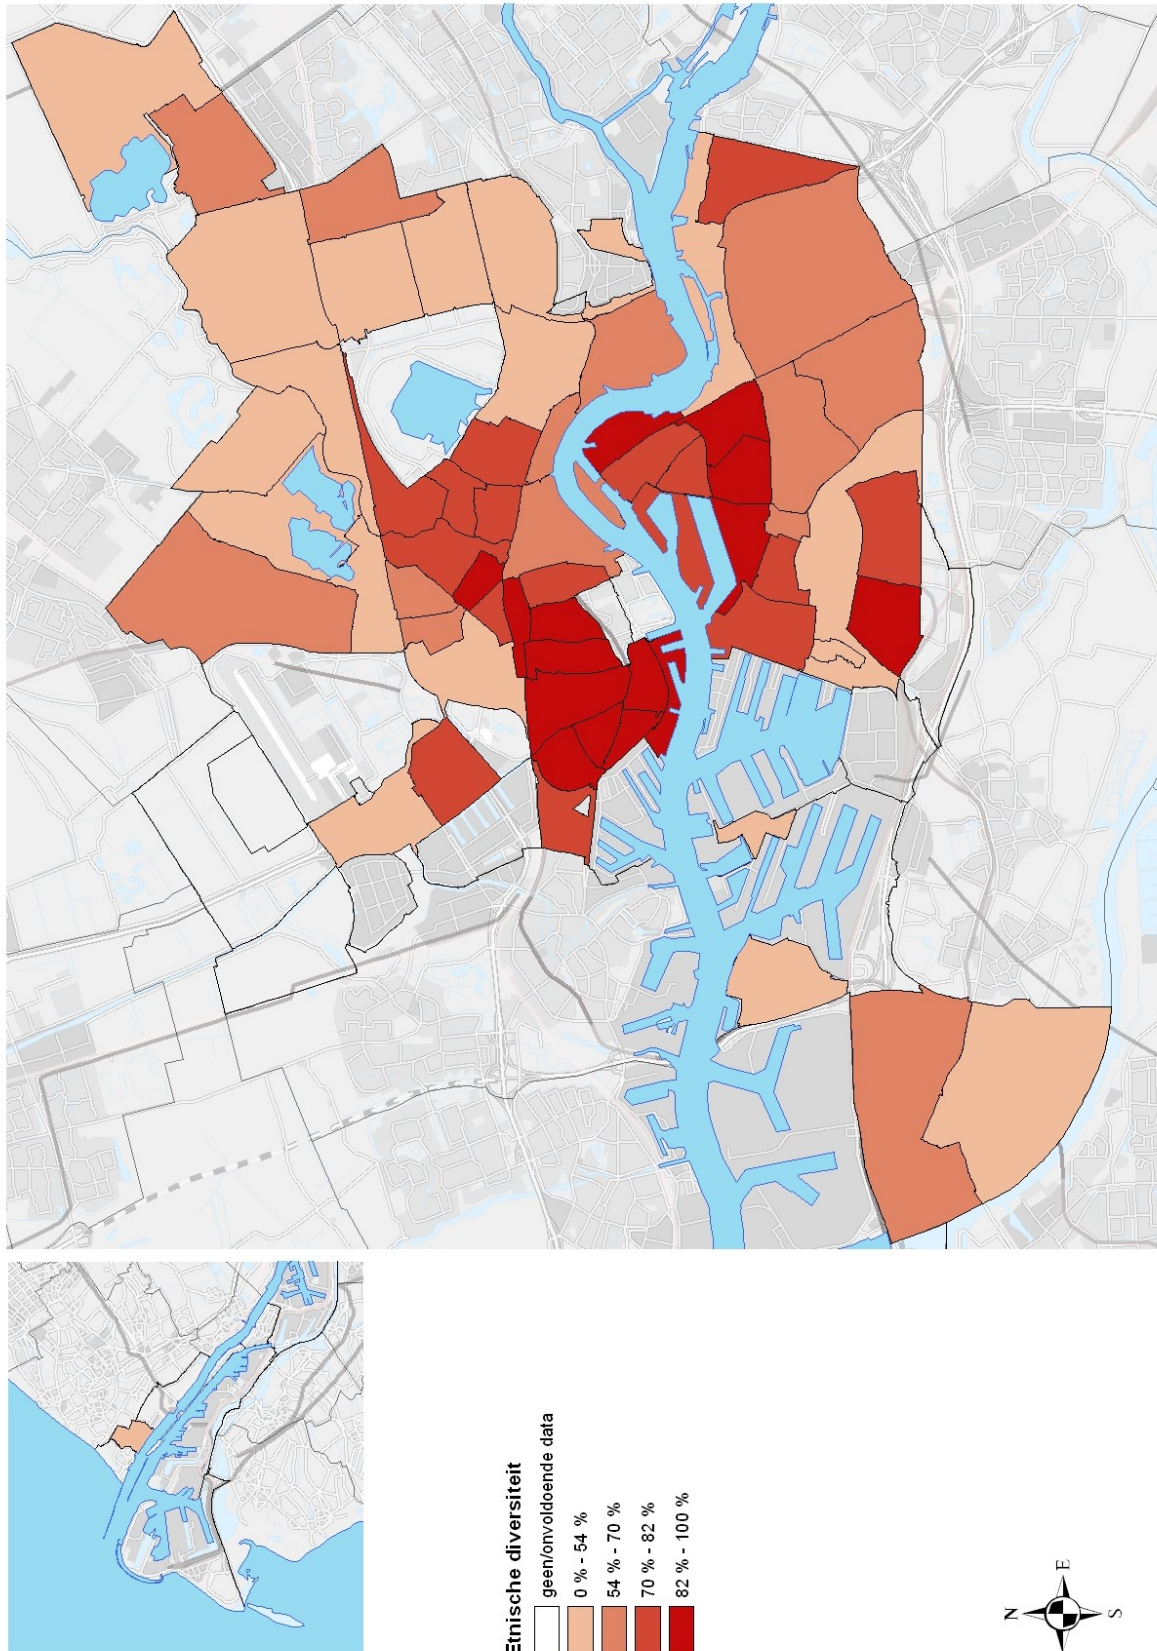 Etnische diversiteit
geen/onvoldoende data
0 % - 54 %
54 % - 70 %
70 % - 82 %
82 % - 100 %
N
E
S